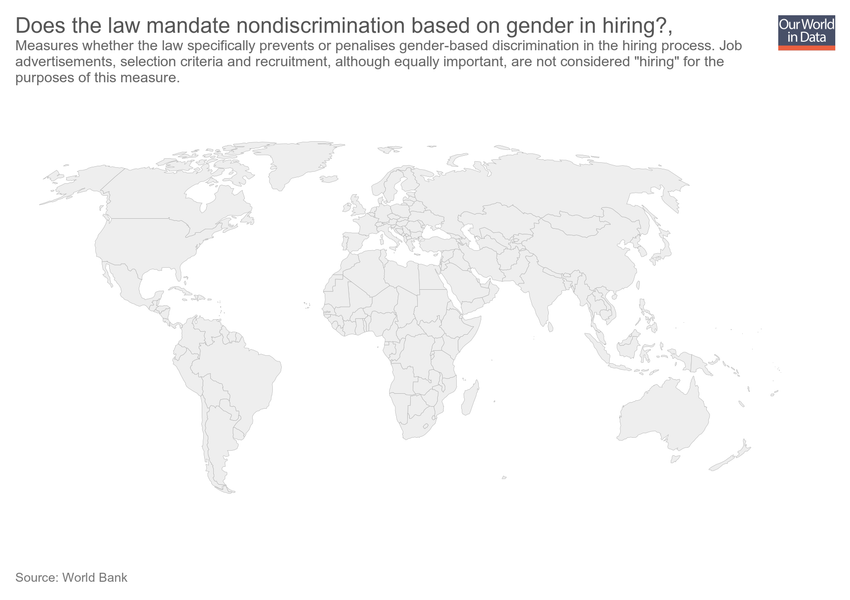 Does the law mandate nondiscrimination based on gender in hiring?,
Measures whether the law specifically prevents or penalises gender-based discrimination in the hiring process. Job
advertisements, selection criteria and recruitment, although equally important, are not considered "hiring" for the
purposes of this measure.
Our World
in Data
Source: World Bank